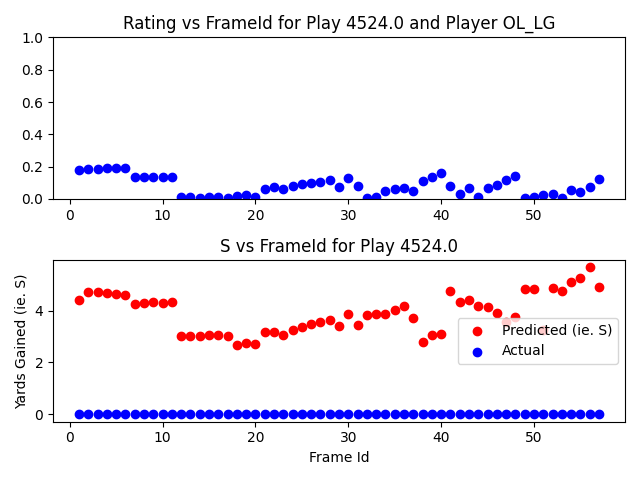 Rating vs FrameId for Play 4524.0 and Player OL_LG
1.0
0.8
0.6
0.4
0.2
0.0
0 10 20 30 40 50
S vs FrameId for Play 4524.0
Yards Gained (ie. S)
4
2
0
Predicted (ie. S)
Actual
0 10 20 30 40 50
Frame Id